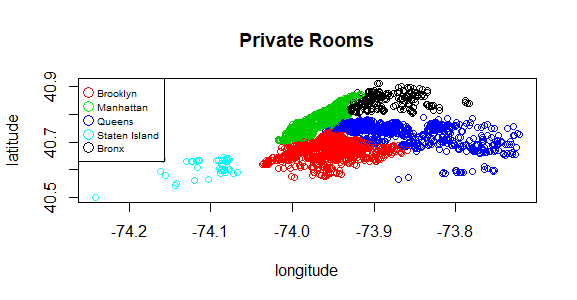 Private Rooms
Brooklyn
Manhattan
Queens
Staten Island
Bronx
latitude
40.9
40.7
40.5
-74.2 -74.1 -74.0 -73.9 -73.8
longitude